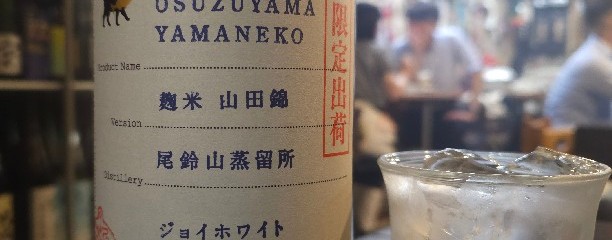 OSUZUYAMA
YAMANEKO
Product Name
麹米 山田錦
Version
尾鈴山蒸留所
Distillery
ジョイホワイト
限定出荷